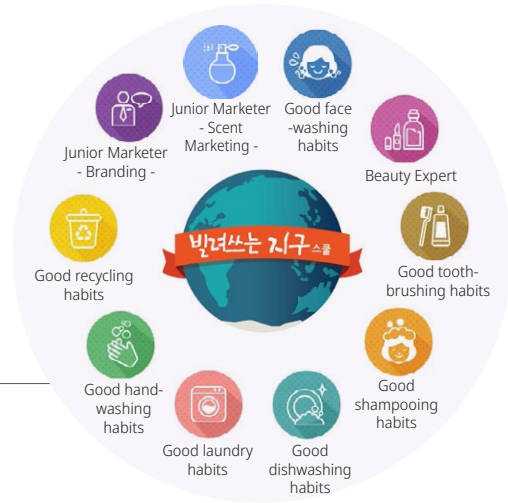 Junior Marketer
- Scent
Marketing -
Good face
-washing
habits
Junior Marketer
- Branding -
Beauty Expert
빌려쓰는 지구 스쿨
Good recycling
habits
Good tooth-
brushing habits
Good hand-
washing
habits
Good
shampooing
habits
Good laundry
habits
Good
dishwashing
habits